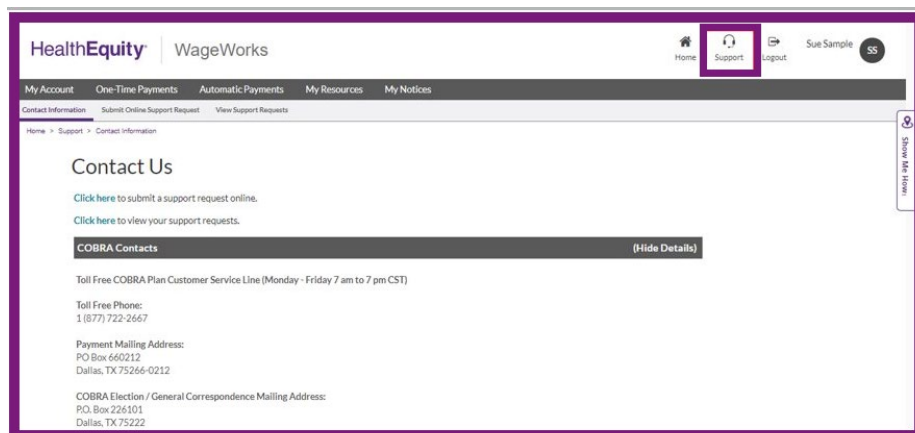 HealthEquity WageWorks
Home Support Logout Sue Sample SS
My Account One-Time Payments Automatic Payments My Resources My Notices
Contact Information Submit Online Support Request View Support Requests
Home > Support > Contact Information
Show Me How!
Contact Us
Click here to submit a support request online.
Click here to view your support requests.
COBRA Contacts (Hide Details)
Toll Free COBRA Plan Customer Service Line (Monday - Friday 7 am to 7 pm CST)
Toll Free Phone:
1 (877) 722-2667
Payment Mailing Address:
PO Box 660212
Dallas, TX 75266-0212
COBRA Election / General Correspondence Mailing Address:
P.O. Box 226101
Dallas, TX 75222